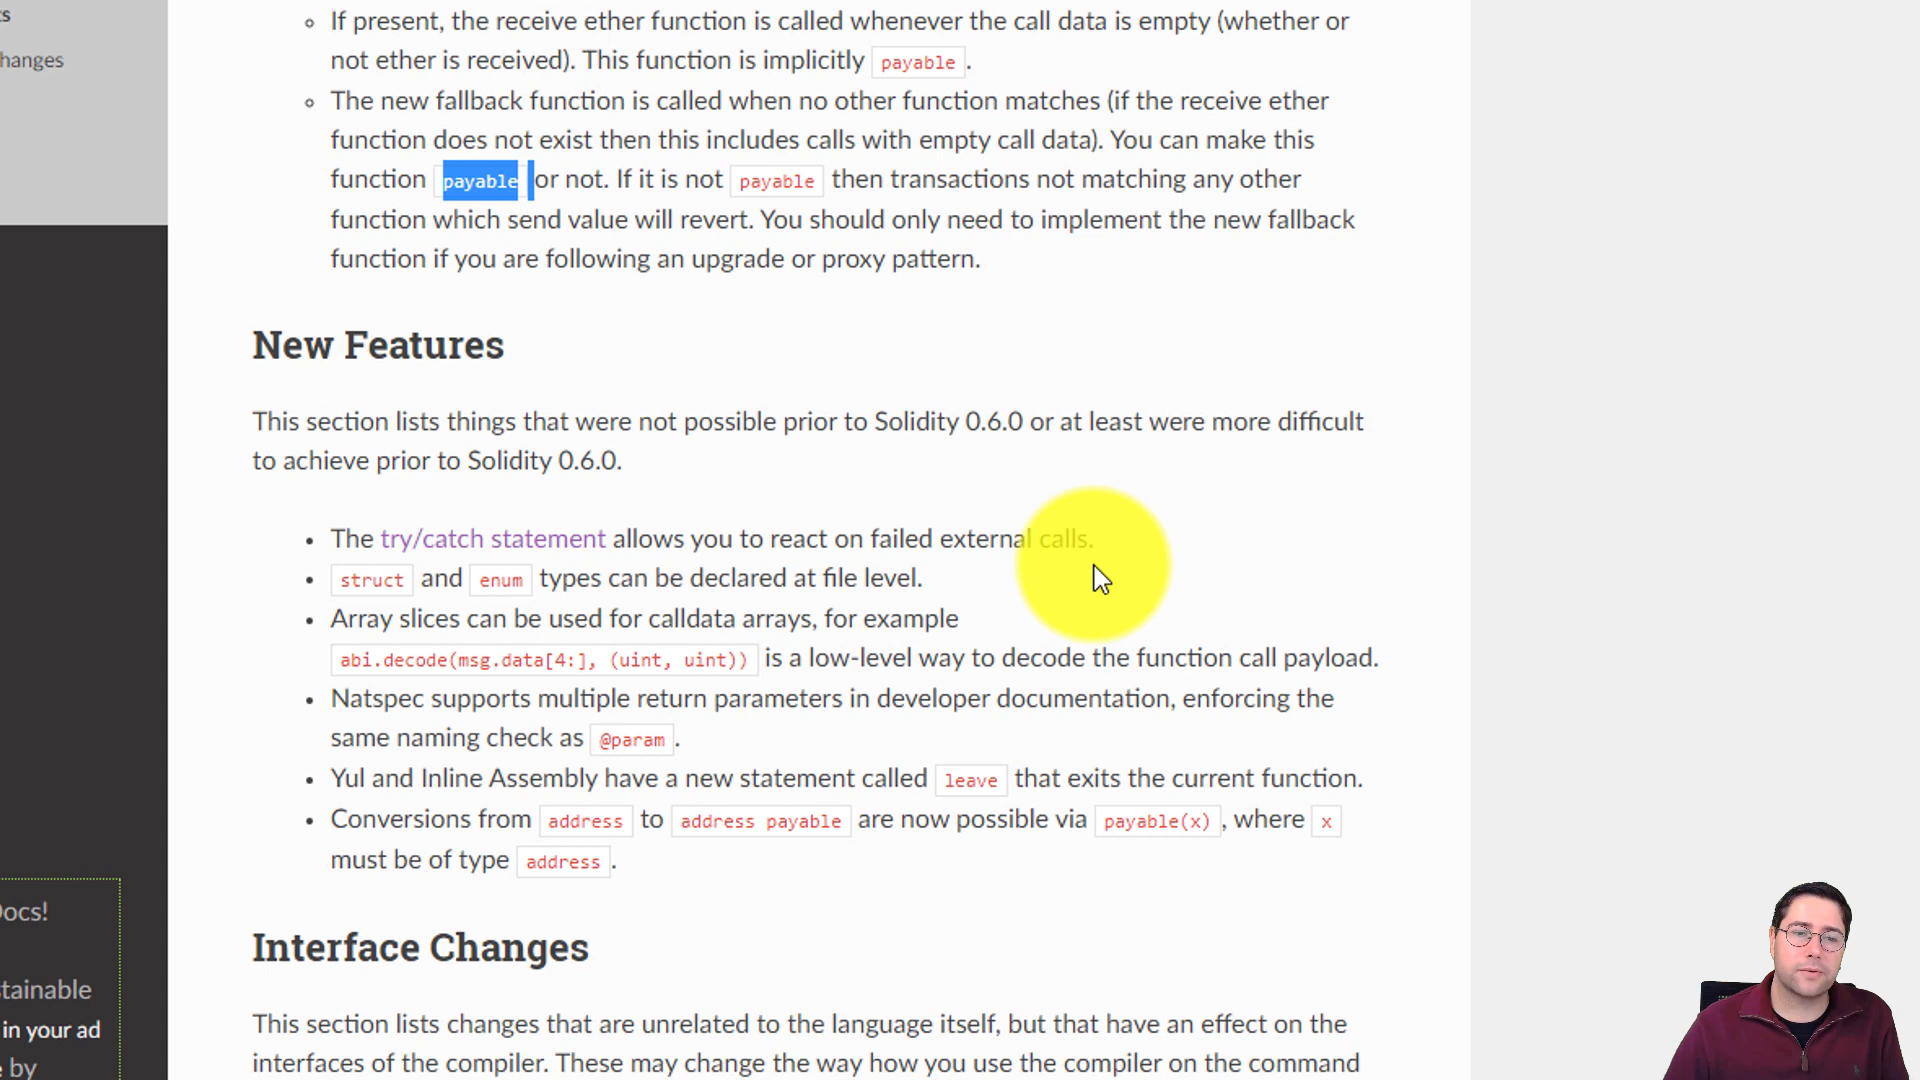 ts
hanges
If present, the receive ether function is called whenever the call data is empty (whether or
not ether is received). This function is implicitly payable .
The new fallback function is called when no other function matches (if the receive ether
function does not exist then this includes calls with empty call data). You can make this
function payable or not. If it is not payable then transactions not matching any other
function which send value will revert. You should only need to implement the new fallback
function if you are following an upgrade or proxy pattern.
New Features
This section lists things that were not possible prior to Solidity 0.6.0 or at least were more difficult
to achieve prior to Solidity 0.6.0.
The try/catch statement allows you to react on failed external calls.
struct and enum types can be declared at file level.
Array slices can be used for calldata arrays, for example
abi.decode(msg.data[4:], (uint, uint)) is a low-level way to decode the function call payload.
Natspec supports multiple return parameters in developer documentation, enforcing the
same naming check as @param .
Yul and Inline Assembly have a new statement called leave that exits the current function.
Conversions from address to address payable are now possible via payable(x) , where x
must be of type address .
Docs!
stainable
in your ad
by
Interface Changes
This section lists changes that are unrelated to the language itself, but that have an effect on the
interfaces of the compiler. These may change the way how you use the compiler on the command